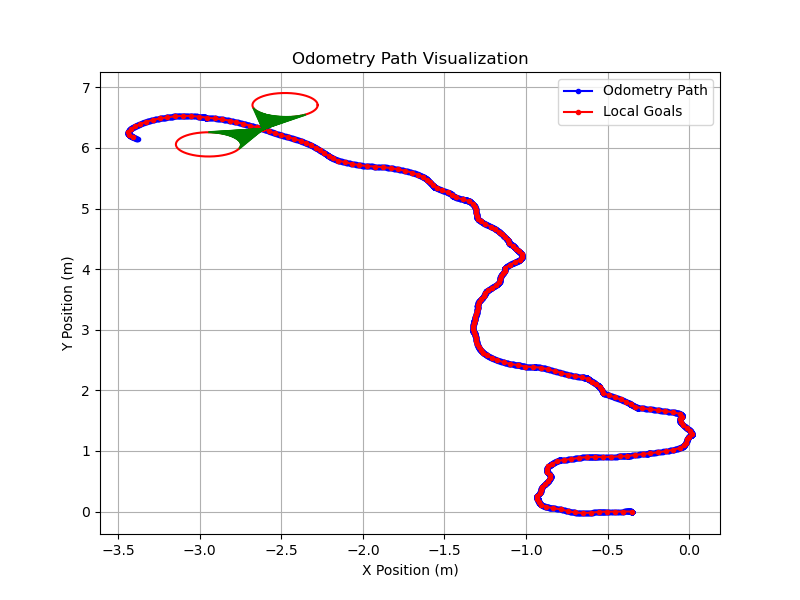 Odometry Path Visualization
Odometry Path
Local Goals
Y Position (m)
7
6
5
4
3
2
1
0
−3.5 −3.0 −2.5 −2.0 −1.5 −1.0 −0.5 0.0
X Position (m)